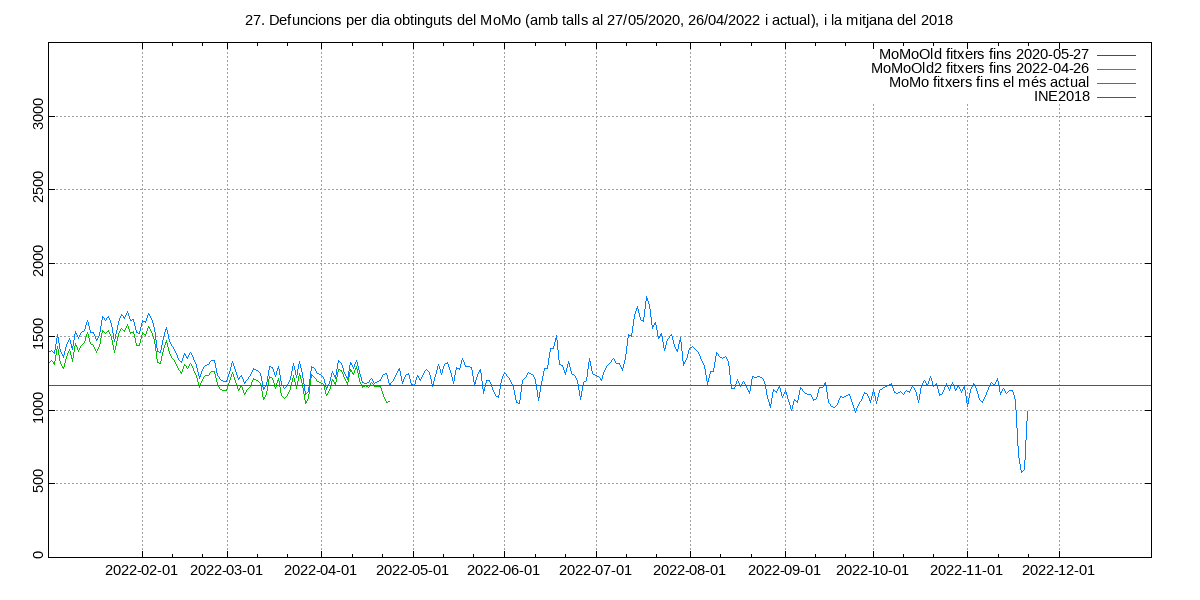 27. Defuncions per dia obtinguts del MoMo (amb talls al 27/05/2020, 26/04/2022 i actual), i la mitjana del 2018
MoMoOld fitxers fins 2020-05-27
MoMoOld2 fitxers fins 2022-04-26
MoMo fitxers fins el més actual
INE2018
3000
2500
2000
1500
1000
500
0
2022-02-01 2022-03-01 2022-04-01 2022-05-01 2022-06-01 2022-07-01 2022-08-01 2022-09-01 2022-10-01 2022-11-01 2022-12-01